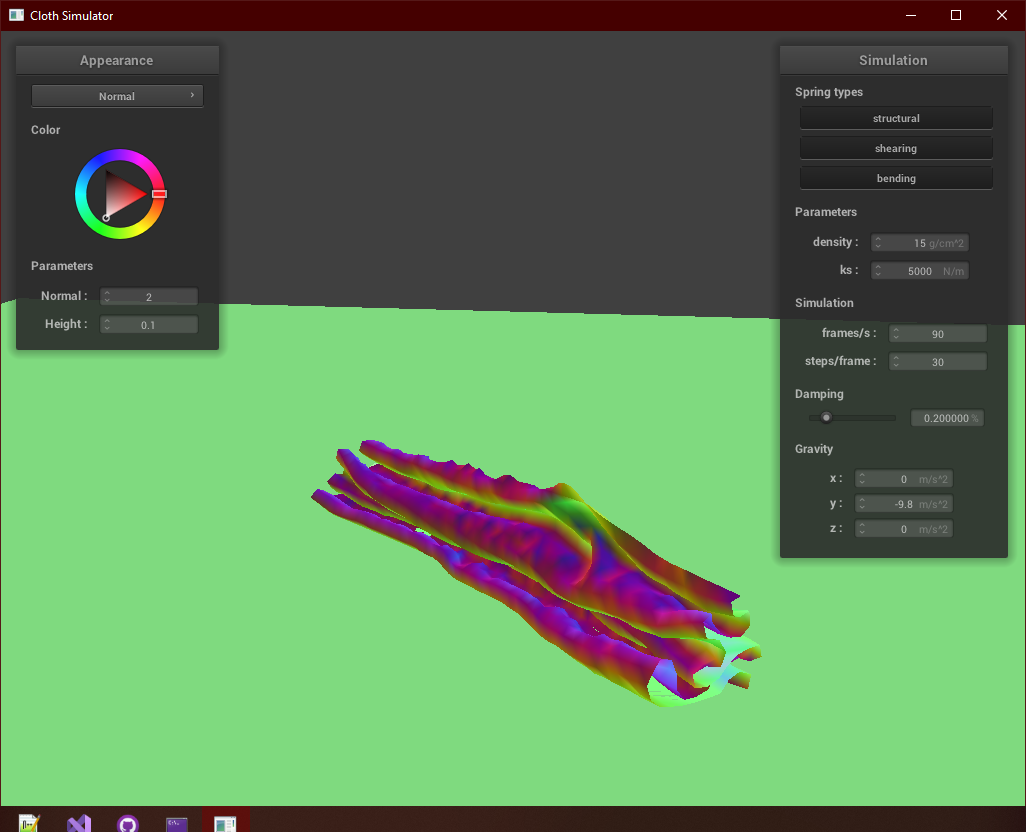 Cloth Simulator
Appearance
Normal
Color
Parameters
Normal : 2
Height : 0.1
Simulation
Spring types
structural
shearing
bending
Parameters
density : 15 g/cm^2
ks : 5000 N/m
Simulation
frames/s : 90
steps/frame : 30
Damping
0.200000 %
Gravity
x : 0 m/s^2
y : -9.8 m/s^2
z : 0 m/s^2